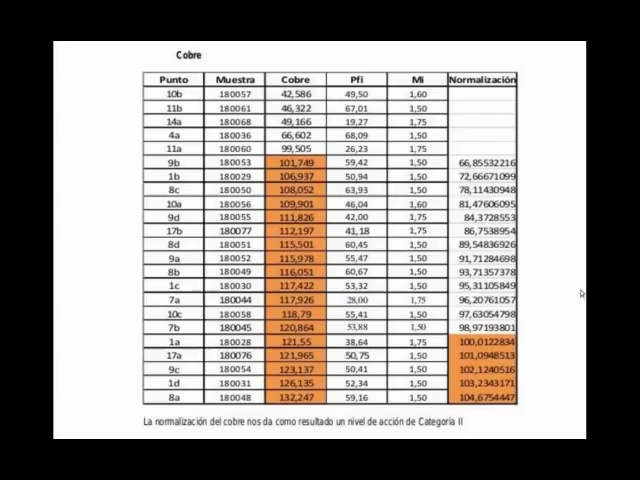 Cobre
Punto Muestra Cobre Pfi Mi Normalización
10b 180057 42,586 49,50 1,60
11b 180061 46,322 67,01 1,50
14a 180068 49,166 19,27 1,75
4a 180036 66,602 68,09 1,50
11a 180060 99,505 26,23 1,75
9b 180053 101,749 59,42 1,50 66,85532216
1b 180029 106,937 50,94 1,50 72,66671099
8c 180050 108,052 63,93 1,50 78,11430948
10a 180056 109,901 46,04 1,60 81,47606095
9d 180055 111,826 42,00 1,75 84,3728553
17b 180077 112,197 41,18 1,75 86,7538954
8d 180051 115,501 60,45 1,50 89,54836926
9a 180052 115,978 55,47 1,50 91,71284698
8b 180049 116,051 60,67 1,50 93,71357378
1c 180030 117,422 53,32 1,50 95,31105849
7a 180044 117,926 28,00 1,75 96,20761057
10c 180058 118,79 55,41 1,50 97,63054798
7b 180045 120,864 53,88 1,50 98,97193801
1a 180028 121,55 38,64 1,75 100,0122834
17a 180076 121,965 50,75 1,50 101,0948513
9c 180054 123,137 50,41 1,50 102,1240516
1d 180031 126,135 52,34 1,50 103,2343171
8a 180048 132,247 59,16 1,50 104,6754447
La normalización del cobre nos da como resultado un nivel de acción de Categoría II